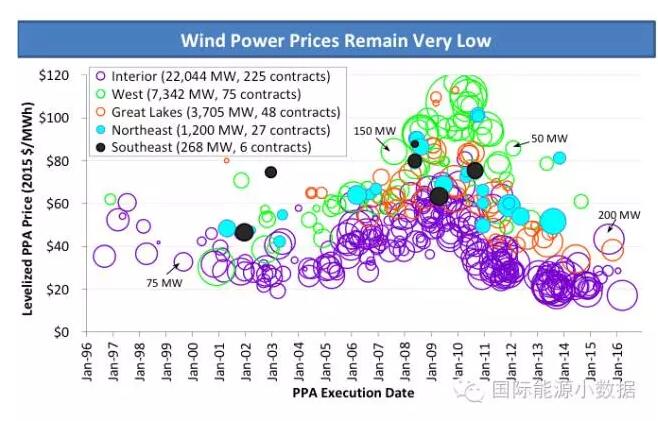 Wind Power Prices Remain Very Low
Levelized PPA Price (2015 $/MWh)
$120
$100
$80
$60
$40
$20
$0
Interior (22,044 MW, 225 contracts)
West (7,342 MW, 75 contracts)
Great Lakes (3,705 MW, 48 contracts)
Northeast (1,200 MW, 27 contracts)
Southeast (268 MW, 6 contracts)
150 MW
50 MW
200 MW
75 MW
Jan-96
Jan-97
Jan-98
Jan-99
Jan-00
Jan-01
Jan-02
Jan-03
Jan-04
Jan-05
Jan-06
Jan-07
Jan-08
Jan-09
Jan-10
Jan-11
Jan-12
Jan-13
Jan-14
Jan-15
Jan-16
PPA Execution Date
国际能源小数据